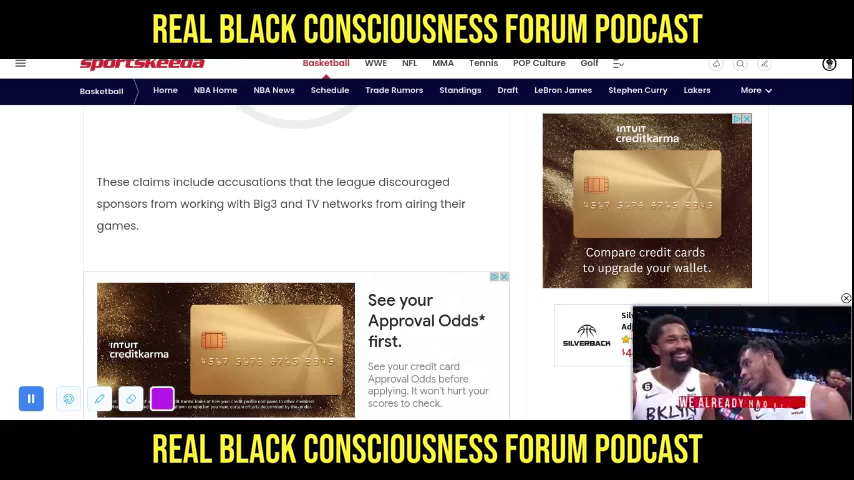 REAL BLACK CONSCIOUSNESS FORUM PODCAST
sportskeeda
Basketball WWE NFL MMA Tennis POP Culture Golf
Basketball Home NBA Home NBA News Schedule Trade Rumors Standings Draft LeBron James Stephen Curry Lakers More
These claims include accusations that the league discouraged
sponsors from working with Big3 and TV networks from airing their
games.
INTUIT
creditkarma
Compare credit cards
to upgrade your wallet.
INTUIT
creditkarma
See your
Approval Odds*
first.
See your credit card
Approval Odds before
applying. It won't hurt your
scores to check.
SILVERBACK
BKLYN
WE ALREADY HAD
REAL BLACK CONSCIOUSNESS FORUM PODCAST